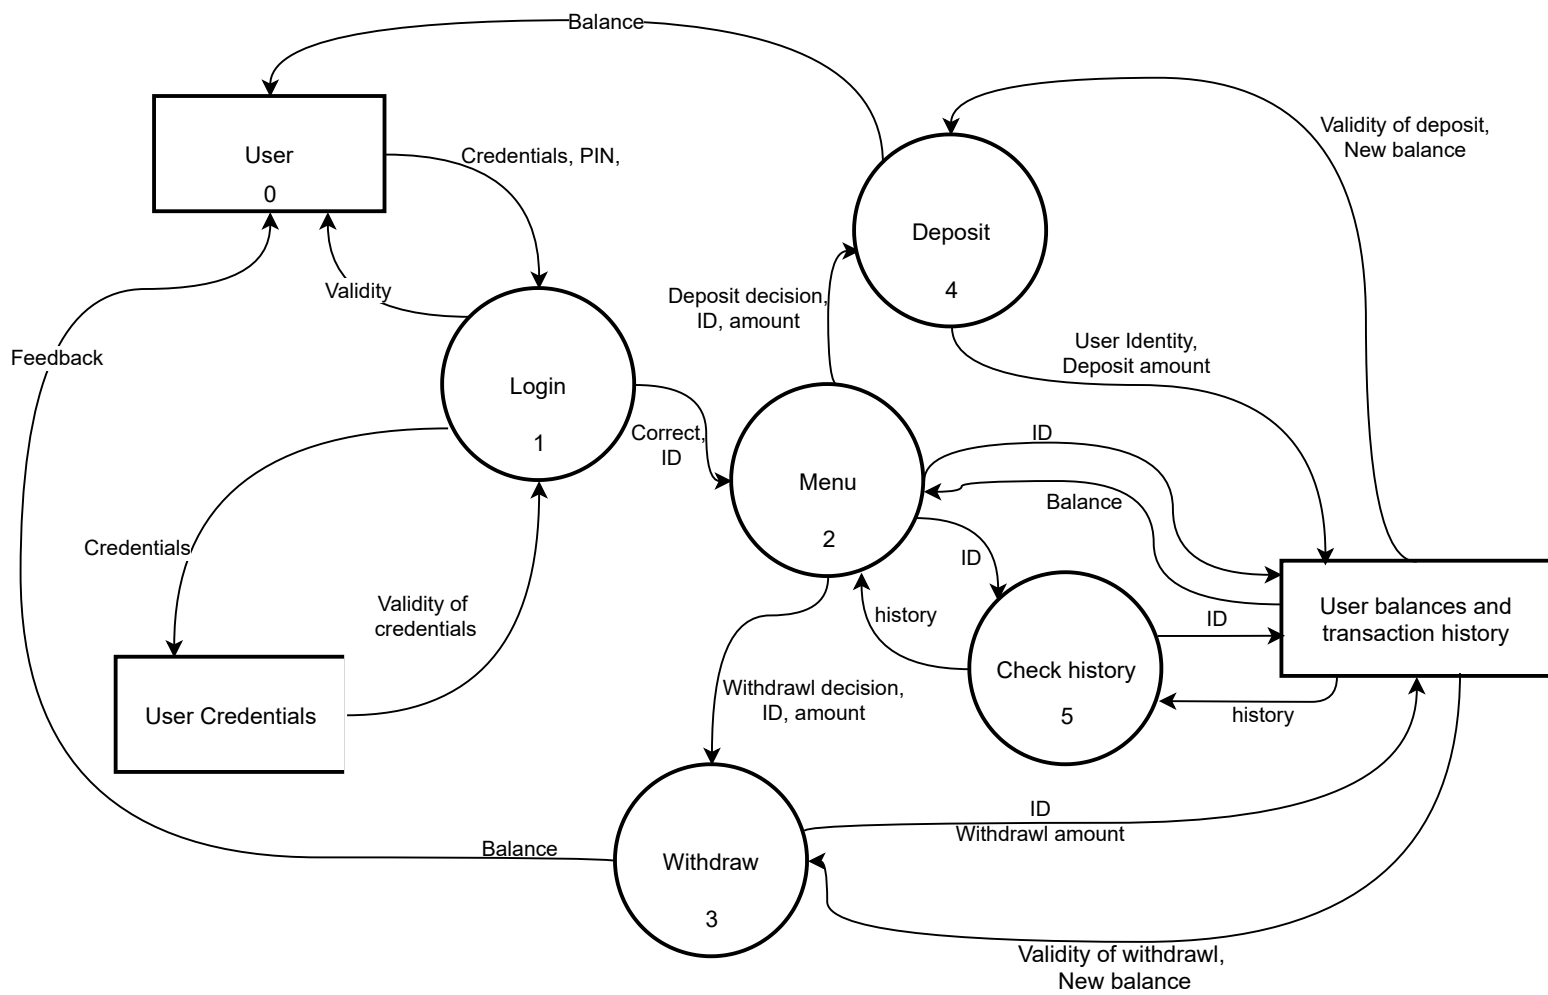 Balance
User
0
Credentials, PIN,
Validity of deposit,
New balance
Deposit
4
Validity
Deposit decision,
ID, amount
User Identity,
Deposit amount
Feedback
Login
1
Correct,
ID
ID
Menu
2
Balance
ID
Credentials
Validity of
credentials
history
ID
User balances and
transaction history
Check history
5
history
User Credentials
Withdrawl decision,
ID, amount
ID
Withdrawl amount
Balance
Withdraw
3
Validity of withdrawl,
New balance